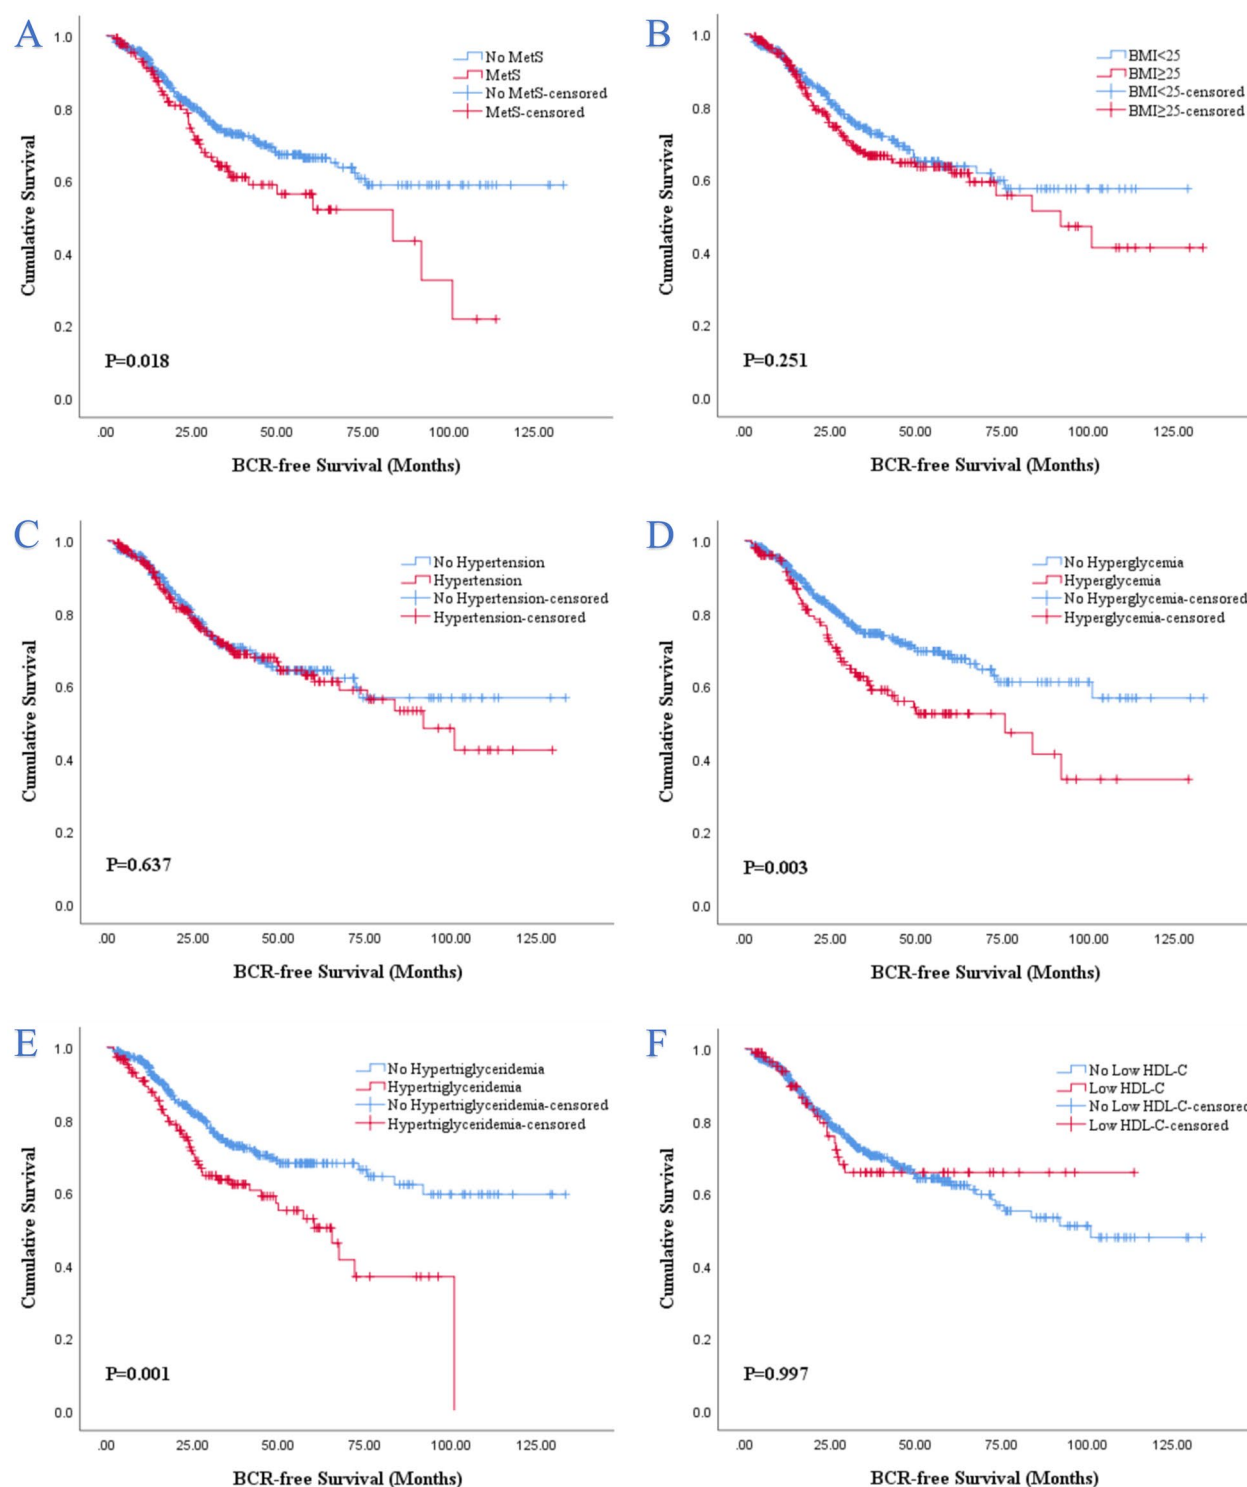 A
1.0
0.8
0.6
0.4
0.2
0.0
Cumulative Survival
No MetS
MetS
No MetS-censored
MetS-censored
P=0.018
.00 25.00 50.00 75.00 100.00 125.00
BCR-free Survival (Months)
B
1.0
0.8
0.6
0.4
0.2
0.0
Cumulative Survival
BMI<25
BMI≥25
BMI<25-censored
BMI≥25-censored
P=0.251
.00 25.00 50.00 75.00 100.00 125.00
BCR-free Survival (Months)
C
1.0
0.8
0.6
0.4
0.2
0.0
Cumulative Survival
No Hypertension
Hypertension
No Hypertension-censored
Hypertension-censored
P=0.637
.00 25.00 50.00 75.00 100.00 125.00
BCR-free Survival (Months)
D
1.0
0.8
0.6
0.4
0.2
0.0
Cumulative Survival
No Hyperglycemia
Hyperglycemia
No Hyperglycemia-censored
Hyperglycemia-censored
P=0.003
.00 25.00 50.00 75.00 100.00 125.00
BCR-free Survival (Months)
E
1.0
0.8
0.6
0.4
0.2
0.0
Cumulative Survival
No Hypertriglyceridemia
Hypertriglyceridemia
No Hypertriglyceridemia-censored
Hypertriglyceridemia-censored
P=0.001
.00 25.00 50.00 75.00 100.00 125.00
BCR-free Survival (Months)
F
1.0
0.8
0.6
0.4
0.2
0.0
Cumulative Survival
No Low HDL-C
Low HDL-C
No Low HDL-C-censored
Low HDL-C-censored
P=0.997
.00 25.00 50.00 75.00 100.00 125.00
BCR-free Survival (Months)